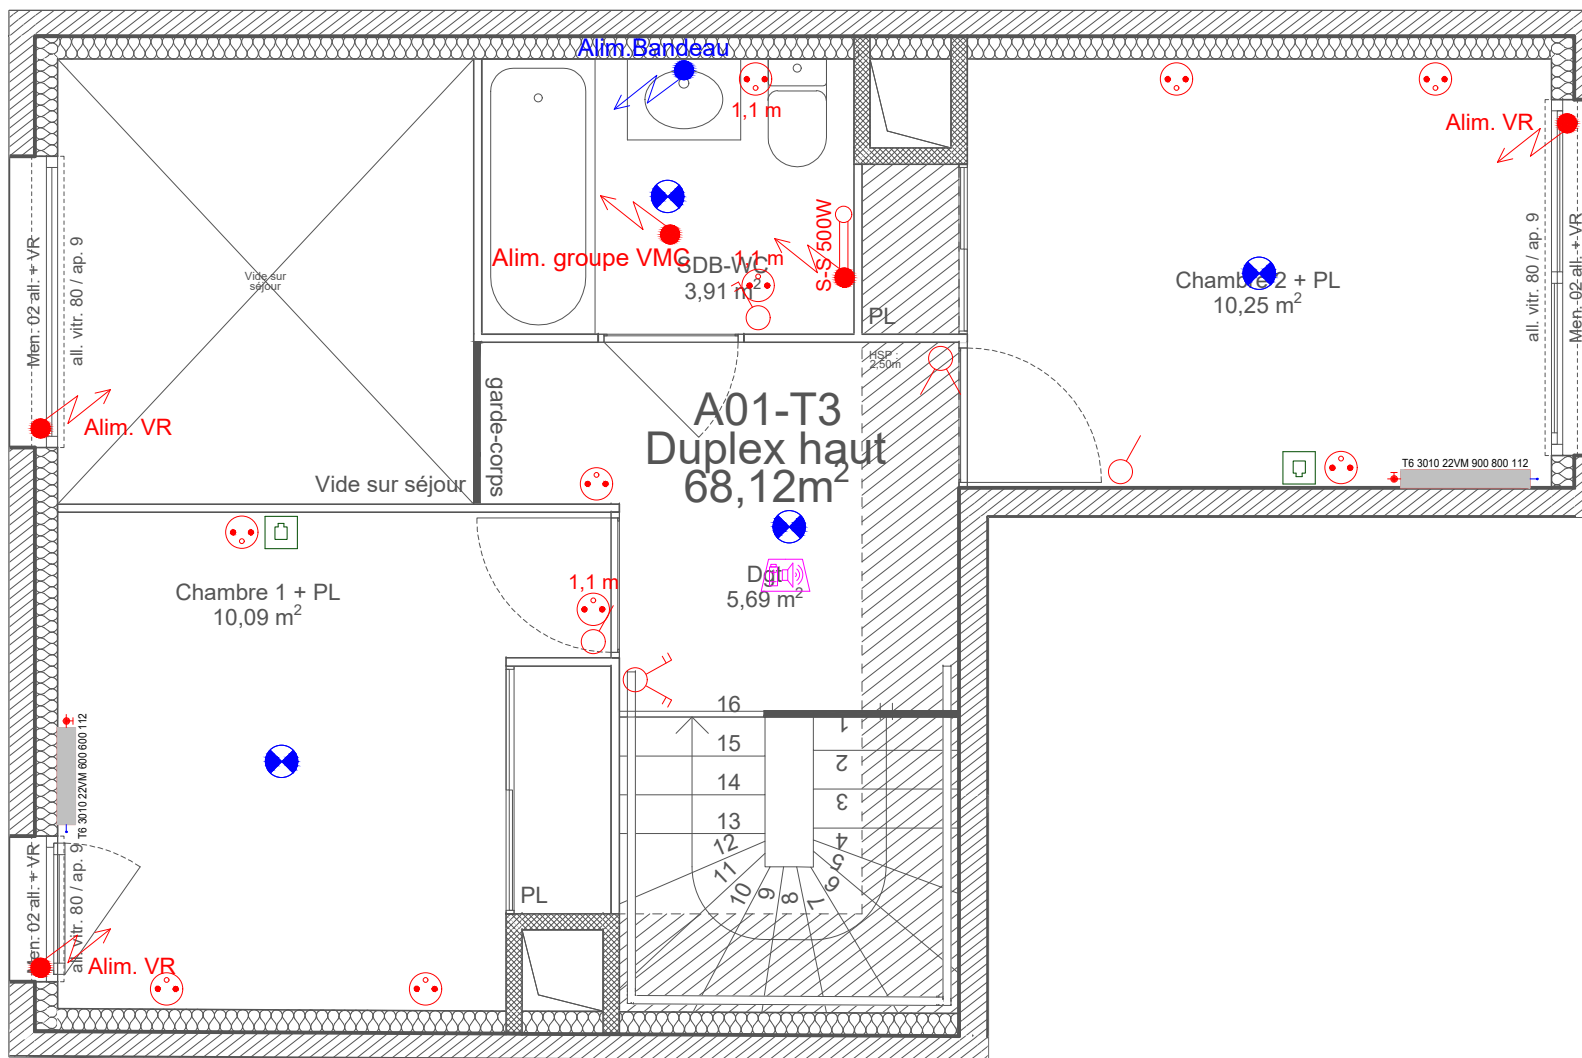 Alim.Bandeau
1,1 m
Alim. VR
Men. 02 all. + VR
all. vitr. 80 / ap. 9
Vide sur
séjour
Alim. groupe VMC
1,1 m
SDB-WC
3,91 m²
S-S 500W
PL
HSP :
2,50m
Chambre 2 + PL
10,25 m²
all. vitr. 80 / ap. 9
Men. 02 all. + VR
Alim. VR
Vide sur séjour
garde-corps
A01-T3
Duplex haut
68,12m²
T6 3010 22VM 900 800 112
Chambre 1 + PL
10,09 m²
1,1 m
Dgt
5,69 m²
T6 3010 22VM 600 600 112
PL
16
15
14
13
12
11
10
9
8
7
6
5
4
3
2
1
Men. 02 all. + VR
all. vitr. 80 / ap. 9
Alim. VR